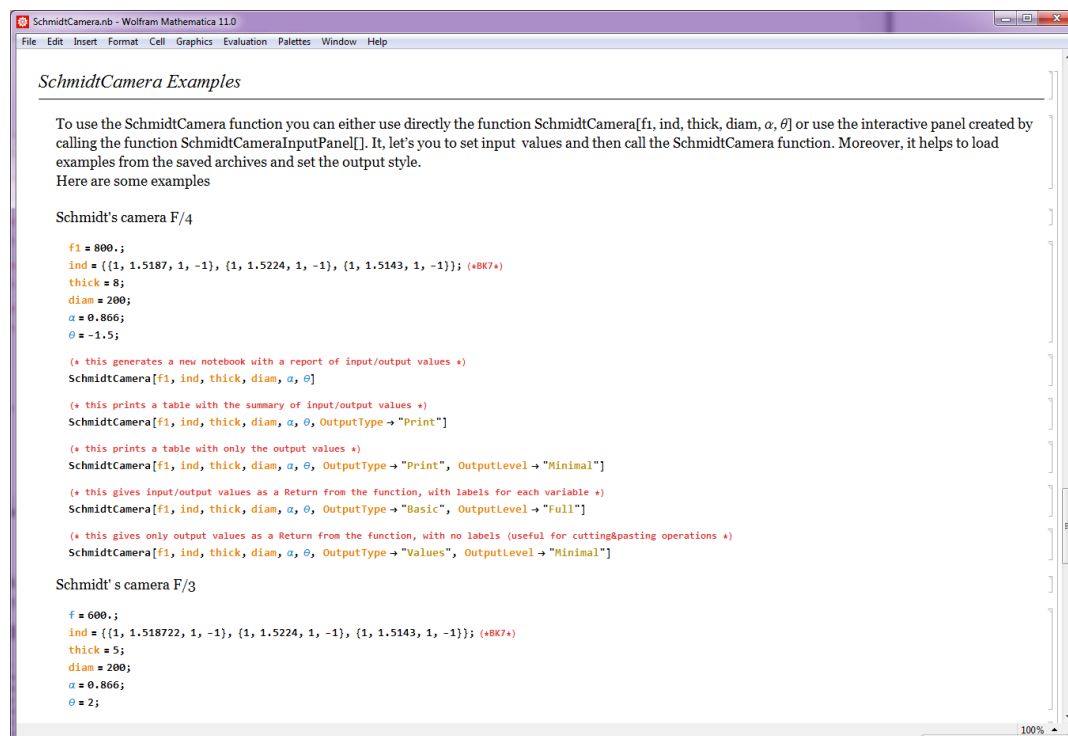 SchmidtCamera.nb - Wolfram Mathematica 11.0
File Edit Insert Format Cell Graphics Evaluation Palettes Window Help
SchmidtCamera Examples
To use the SchmidtCamera function you can either use directly the function SchmidtCamera[f1, ind, thick, diam, α, θ] or use the interactive panel created by
calling the function SchmidtCameraInputPanel[]. It, let's you to set input values and then call the SchmidtCamera function. Moreover, it helps to load
examples from the saved archives and set the output style.
Here are some examples
Schmidt's camera F/4
f1 = 800.;
ind = {{1, 1.5187, 1, -1}, {1, 1.5224, 1, -1}, {1, 1.5143, 1, -1}}; (*BK7*)
thick = 8;
diam = 200;
α = 0.866;
θ = -1.5;
(* this generates a new notebook with a report of input/output values *)
SchmidtCamera[f1, ind, thick, diam, α, θ]
(* this prints a table with the summary of input/output values *)
SchmidtCamera[f1, ind, thick, diam, α, θ, OutputType → "Print"]
(* this prints a table with only the output values *)
SchmidtCamera[f1, ind, thick, diam, α, θ, OutputType → "Print", OutputLevel → "Minimal"]
(* this gives input/output values as a Return from the function, with labels for each variable *)
SchmidtCamera[f1, ind, thick, diam, α, θ, OutputType → "Basic", OutputLevel → "Full"]
(* this gives only output values as a Return from the function, with no labels (useful for cutting&pasting operations *)
SchmidtCamera[f1, ind, thick, diam, α, θ, OutputType → "Values", OutputLevel → "Minimal"]
Schmidt' s camera F/3
f = 600.;
ind = {{1, 1.518722, 1, -1}, {1, 1.5224, 1, -1}, {1, 1.5143, 1, -1}}; (*BK7*)
thick = 5;
diam = 200;
α = 0.866;
θ = 2;
100%